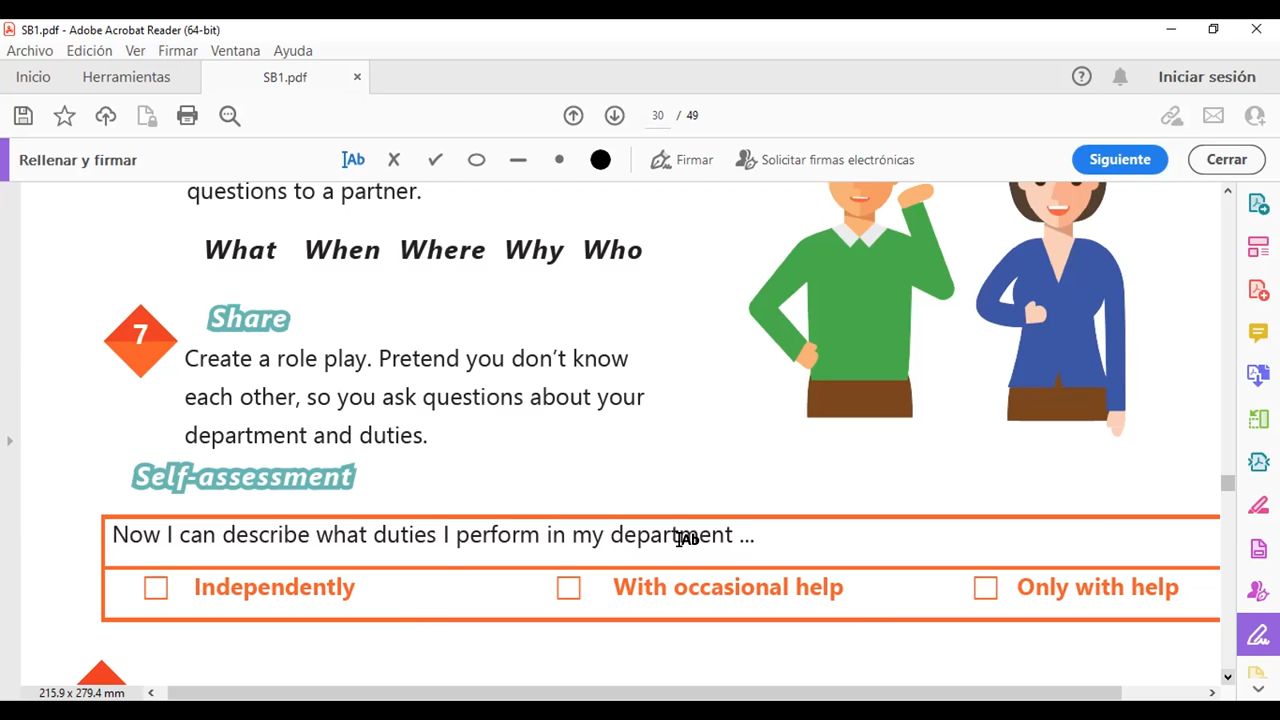 SB1.pdf - Adobe Acrobat Reader (64-bit)
Archivo Edición Ver Firmar Ventana Ayuda
Inicio Herramientas SB1.pdf × Iniciar sesión
30 / 49
Rellenar y firmar Ab Firmar Solicitar firmas electrónicas Siguiente Cerrar
questions to a partner.
What When Where Why Who
7 Share
Create a role play. Pretend you don't know
each other, so you ask questions about your
department and duties.
Self-assessment
Now I can describe what duties I perform in my department ...
Independently With occasional help Only with help
215.9 x 279.4 mm